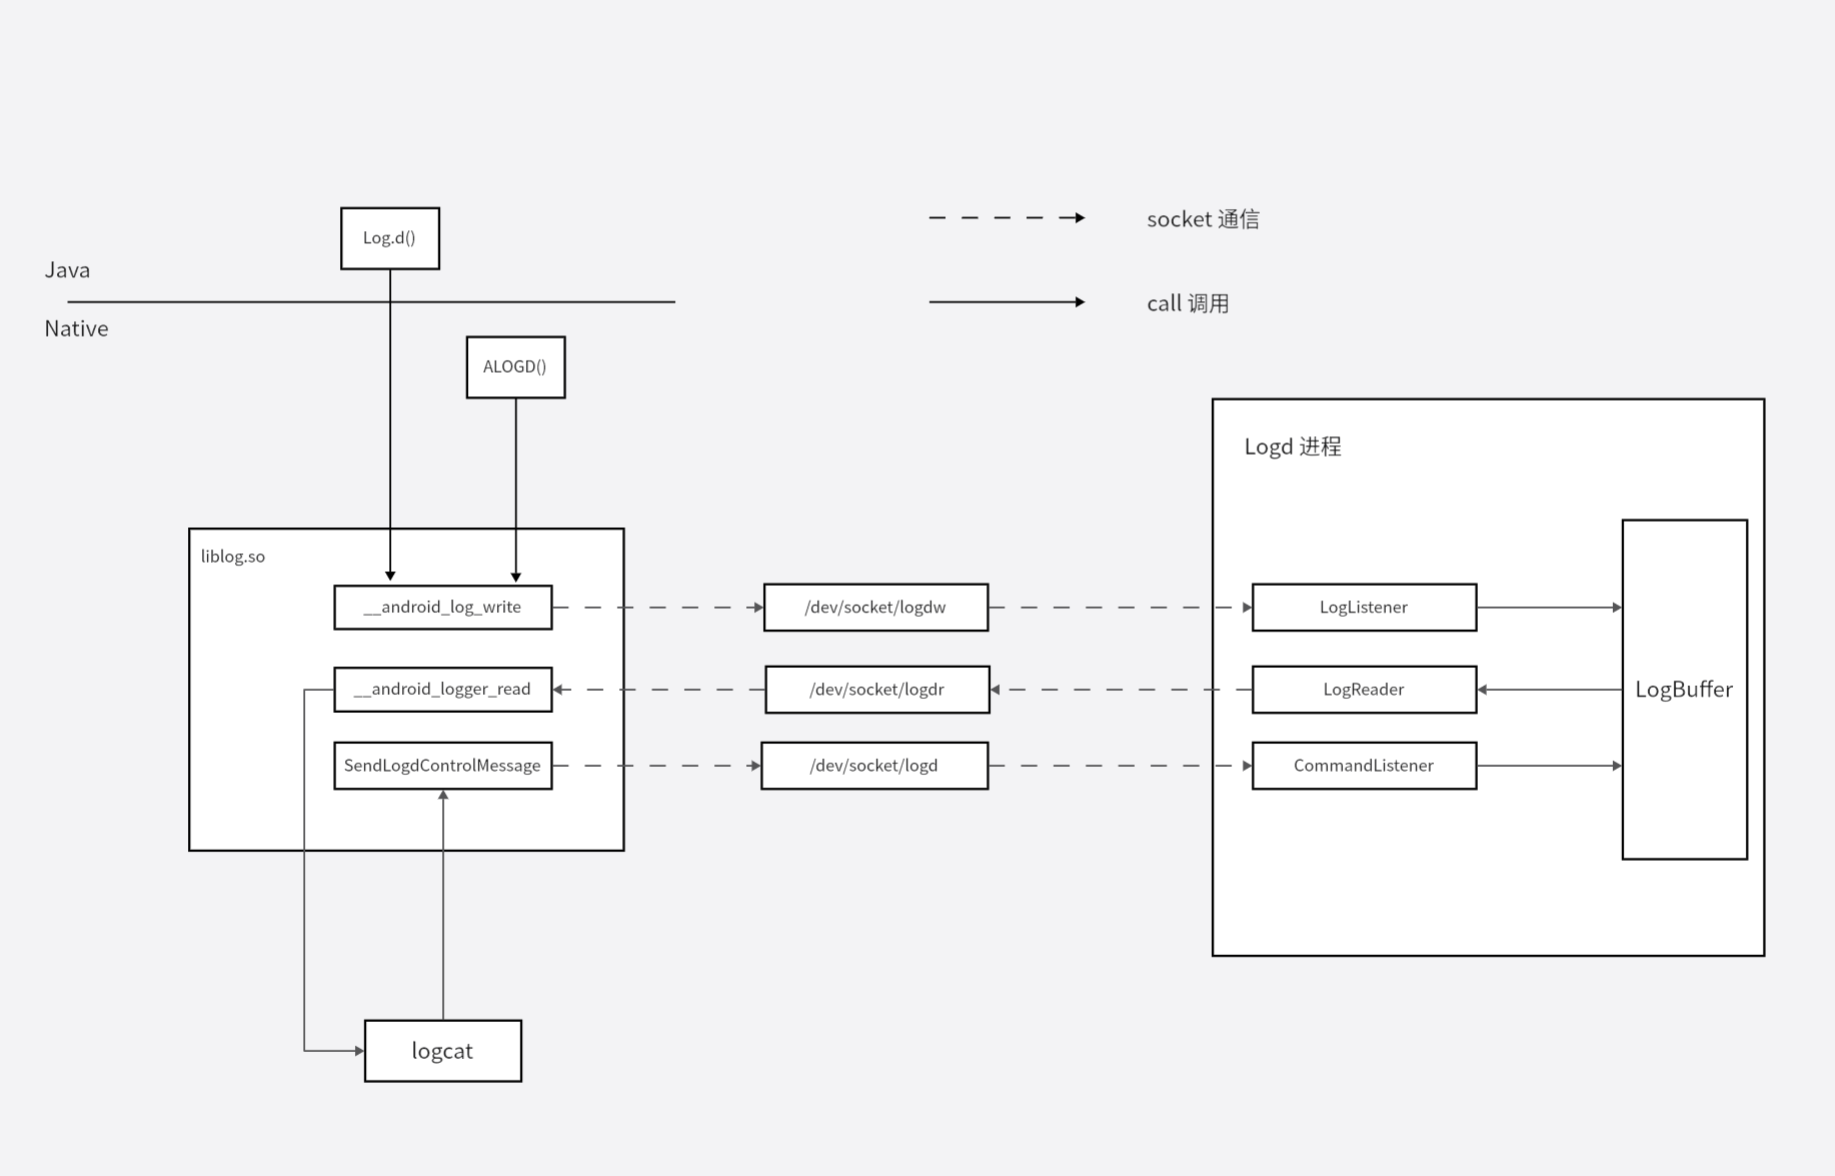 Log.d()
socket 通信
Java
call 调用
Native
ALOGD()
Logd 进程
liblog.so
__android_log_write
/dev/socket/logdw
LogListener
__android_logger_read
/dev/socket/logdr
LogReader
LogBuffer
SendLogdControlMessage
/dev/socket/logd
CommandListener
logcat